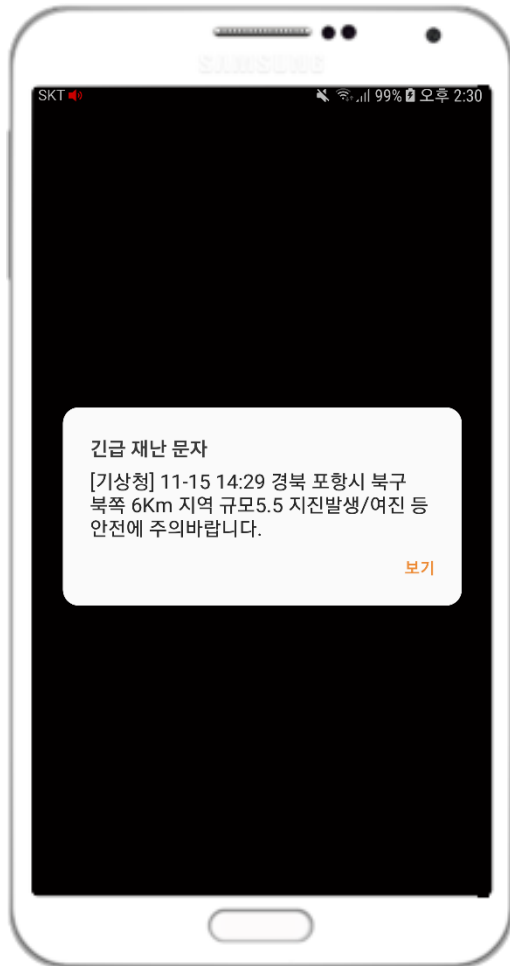 SAMSUNG
SKT 99% 오후 2:30
긴급 재난 문자
[기상청] 11-15 14:29 경북 포항시 북구
북쪽 6Km 지역 규모5.5 지진발생/여진 등
안전에 주의바랍니다.
보기